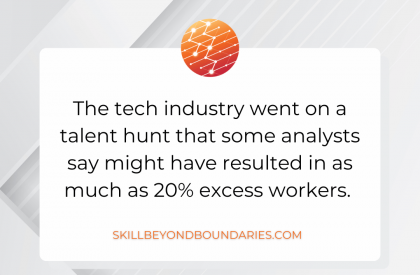 The tech industry went on a
talent hunt that some analysts
say might have resulted in as
much as 20% excess workers.
SKILLBEYONDBOUNDARIES.COM